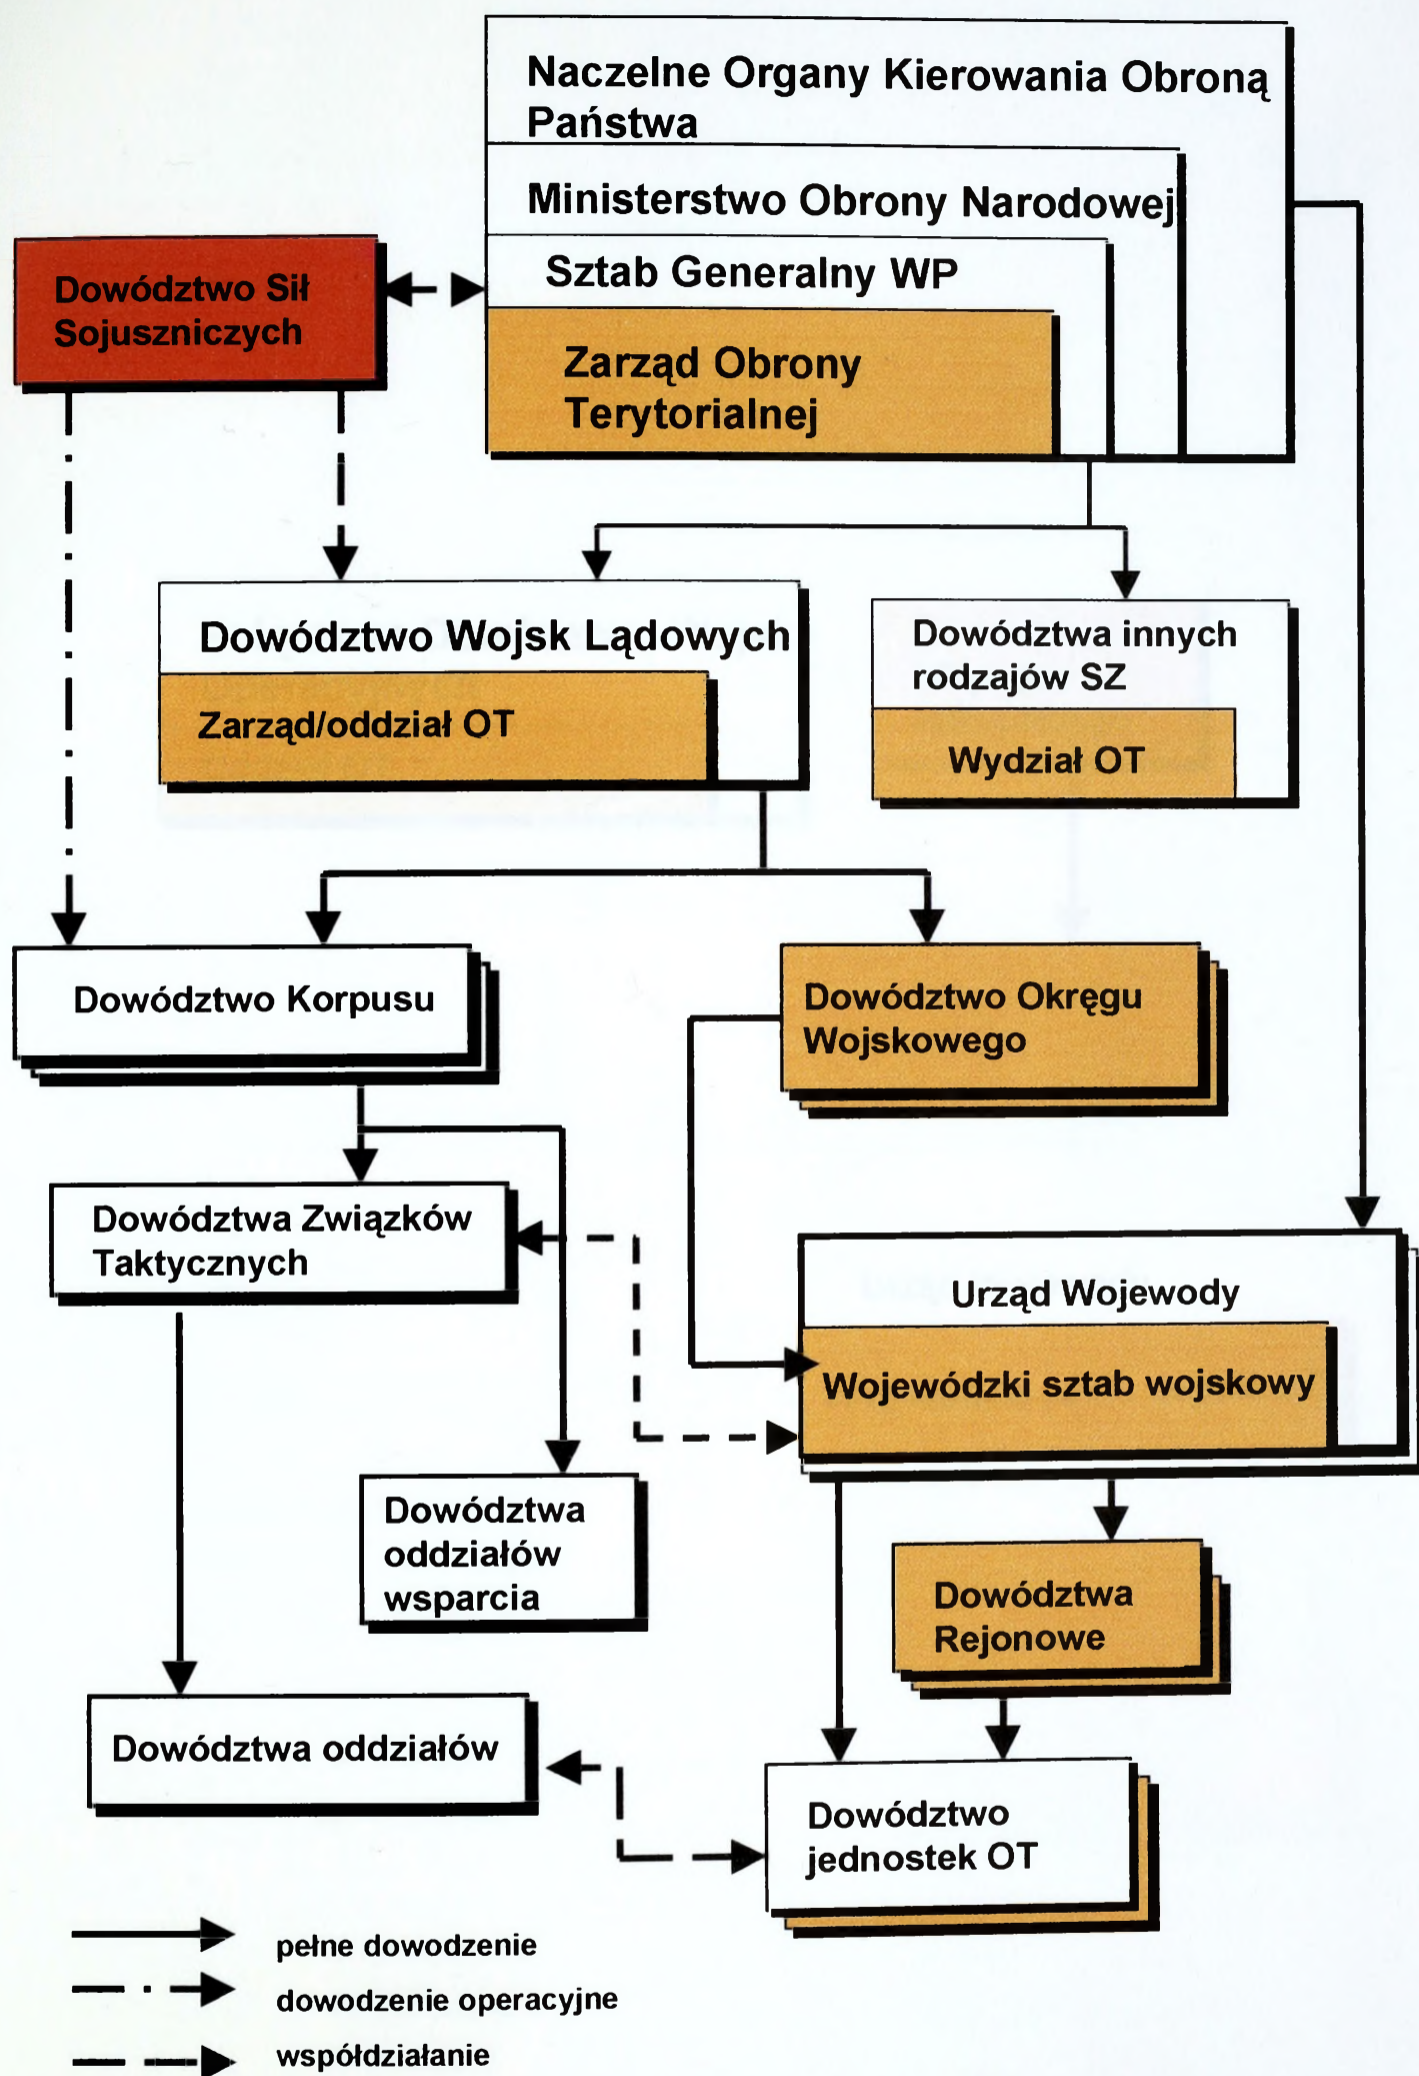 Naczelne Organy Kierowania Obroną
Państwa
Ministerstwo Obrony Narodowej
Sztab Generalny WP
Zarząd Obrony
Terytorialnej
Dowództwo Sił
Sojuszniczych
Dowództwo Wojsk Lądowych
Zarząd/oddział OT
Dowództwa innych
rodzajów SZ
Wydział OT
Dowództwo Korpusu
Dowództwo Okręgu
Wojskowego
Dowództwa Związków
Taktycznych
Urząd Wojewody
Wojewódzki sztab wojskowy
Dowództwa
oddziałów
wsparcia
Dowództwa
Rejonowe
Dowództwa oddziałów
Dowództwo
jednostek OT
pełne dowodzenie
dowodzenie operacyjne
współdziałanie